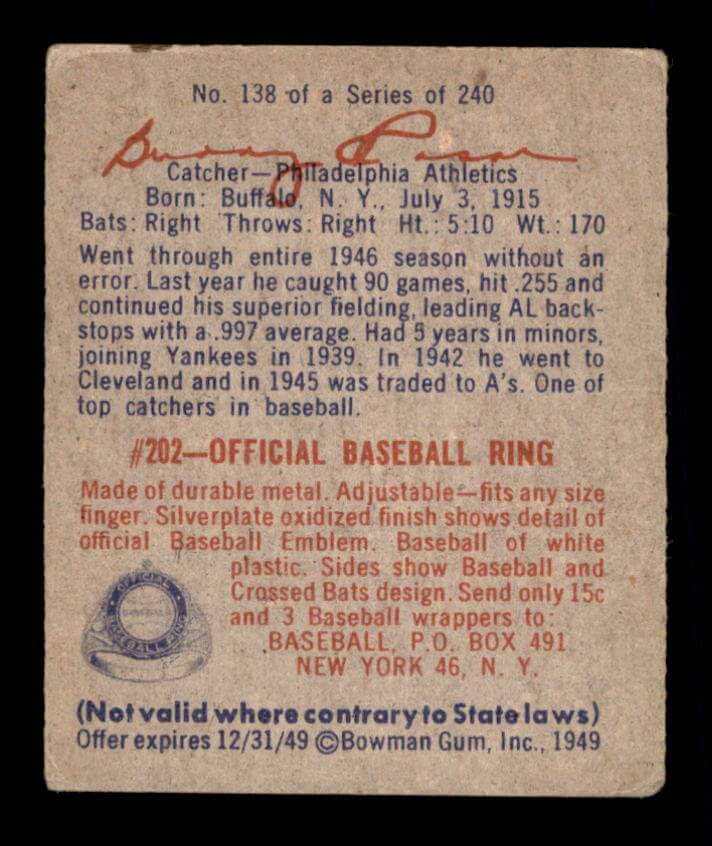 No. 138 of a Series of 240
Buddy Rosar
Catcher—Philadelphia Athletics
Born: Buffalo, N. Y., July 3, 1915
Bats: Right Throws: Right Ht.: 5:10 Wt.: 170
Went through entire 1946 season without an
error. Last year he caught 90 games, hit .255 and
continued his superior fielding, leading AL back-
stops with a .997 average. Had 5 years in minors,
joining Yankees in 1939. In 1942 he went to
Cleveland and in 1945 was traded to A's. One of
top catchers in baseball.
#202—OFFICIAL BASEBALL RING
Made of durable metal. Adjustable—fits any size
finger. Silverplate oxidized finish shows detail of
official Baseball Emblem. Baseball of white
plastic. Sides show Baseball and
Crossed Bats design. Send only 15c
and 3 Baseball wrappers to:
BASEBALL, P.O. BOX 491
NEW YORK 46, N. Y.
OFFICIAL
BASEBALL
BASEBALL RING
(Not valid where contrary to State laws)
Offer expires 12/31/49 ©Bowman Gum, Inc., 1949